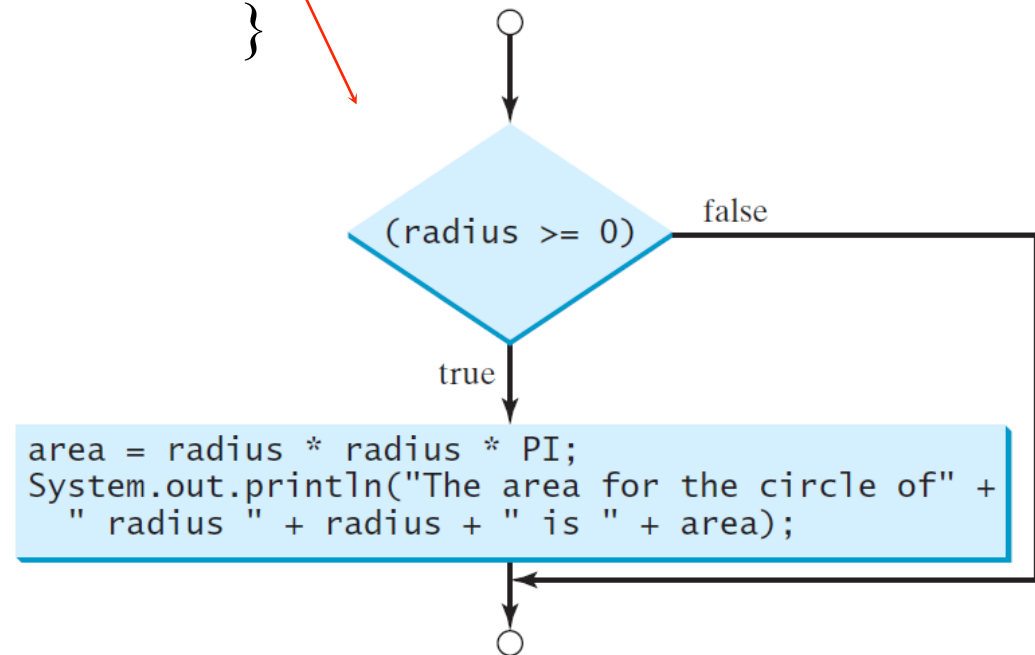 }
(radius >= 0)
false
true
area = radius * radius * PI;
System.out.println("The area for the circle of" +
" radius " + radius + " is " + area);